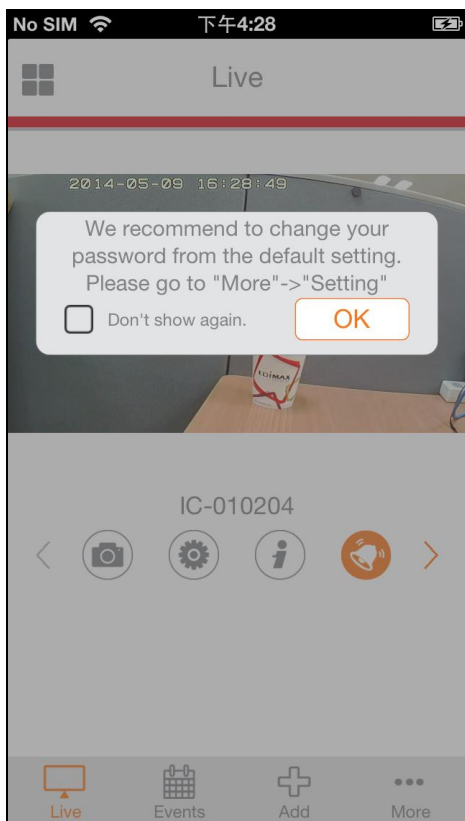 No SIM 下午4:28
Live
2014-05-09 16:28:49
We recommend to change your
password from the default setting.
Please go to "More"->"Setting"
Don't show again. OK
EDIMAX
IC-010204
Live Events Add More